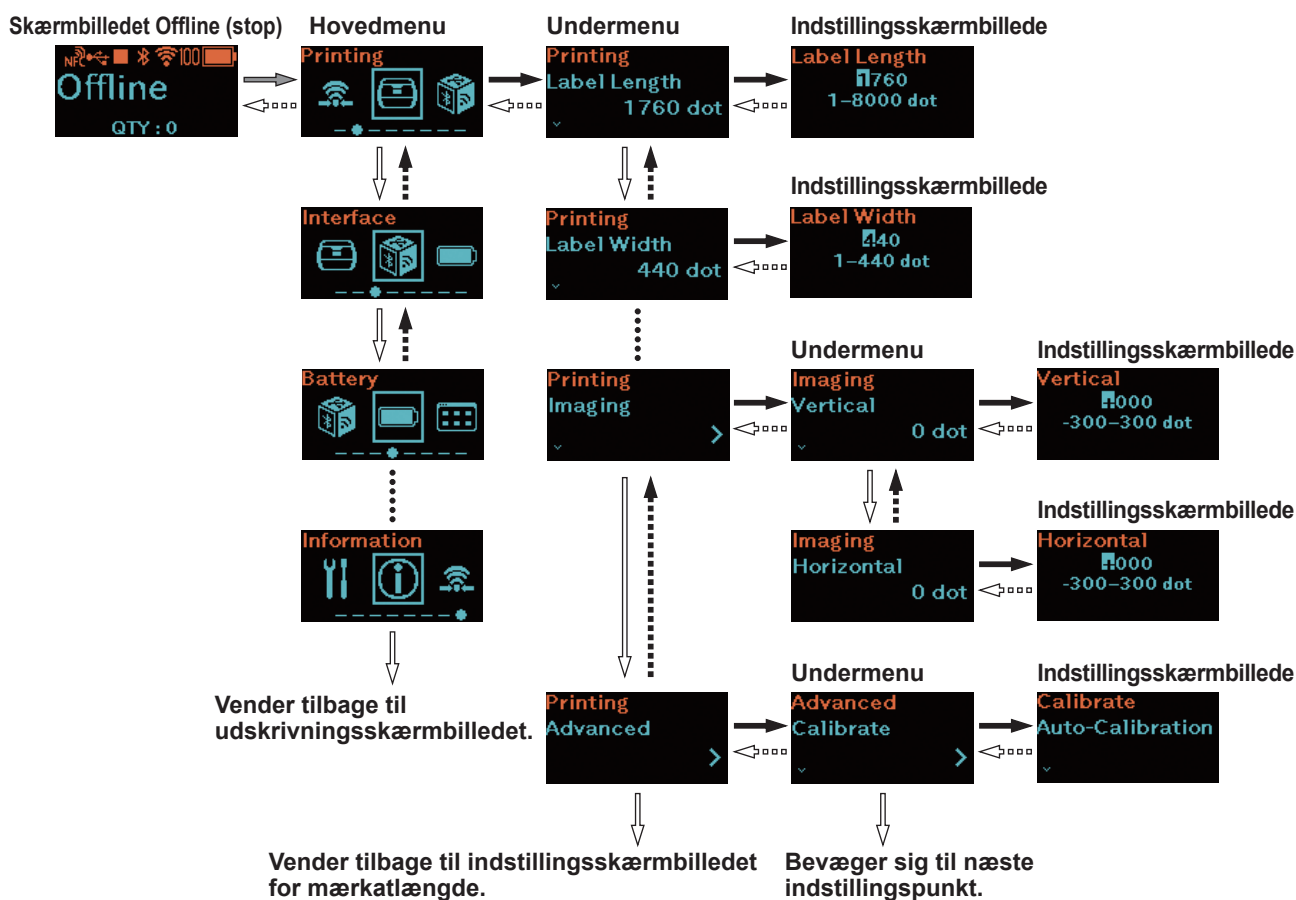 Skærmbilledet Offline (stop)
Hovedmenu
Undermenu
Indstillingsskærmbillede
NFC 100
Offline
QTY : 0
Printing
Printing
Label Length
1760 dot
Label Length
1760
1–8000 dot
Indstillingsskærmbillede
Interface
Printing
Label Width
440 dot
Label Width
440
1–440 dot
Undermenu
Indstillingsskærmbillede
Battery
Printing
Imaging
Imaging
Vertical
0 dot
Vertical
+000
-300–300 dot
Indstillingsskærmbillede
Information
Imaging
Horizontal
0 dot
Horizontal
+000
-300–300 dot
Undermenu
Indstillingsskærmbillede
Vender tilbage til
udskrivningsskærmbilledet.
Printing
Advanced
Advanced
Calibrate
Calibrate
Auto-Calibration
Vender tilbage til indstillingsskærmbilledet
for mærkatlængde.
Bevæger sig til næste
indstillingspunkt.